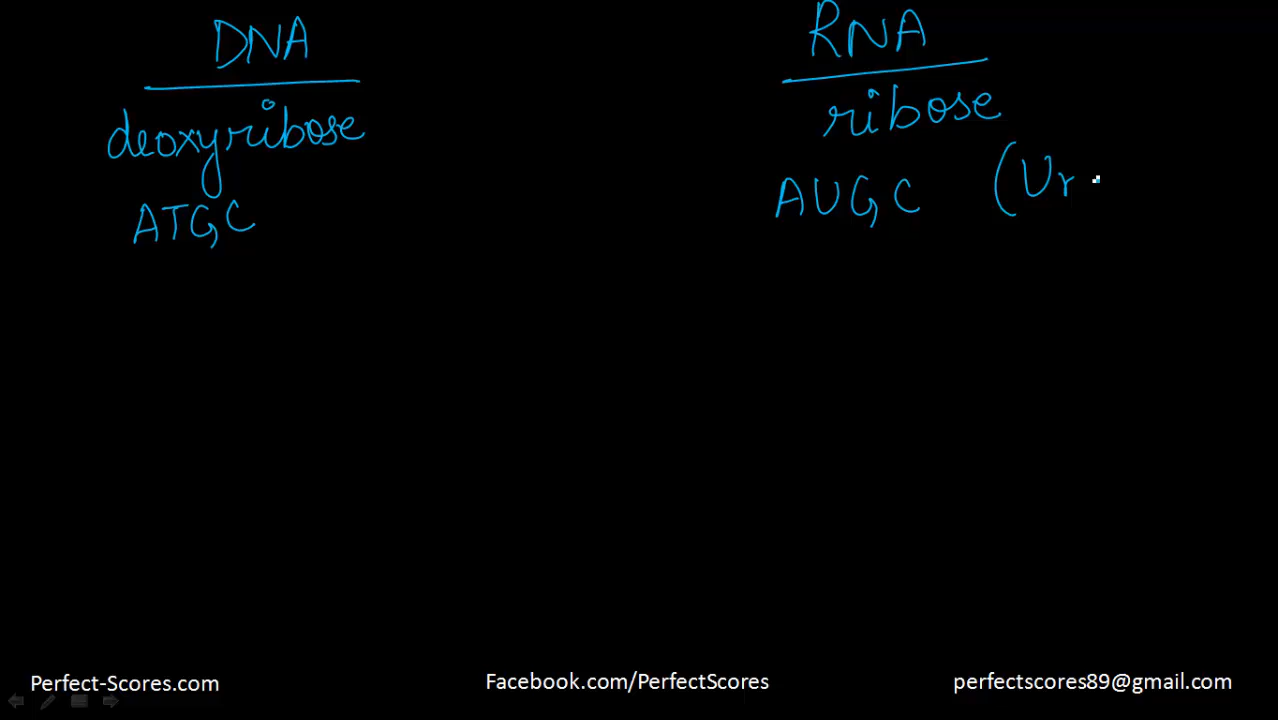 DNA
deoxyribose
ATGC
RNA
ribose
AUGC (Ur
Perfect-Scores.com
Facebook.com/PerfectScores
perfectscores89@gmail.com